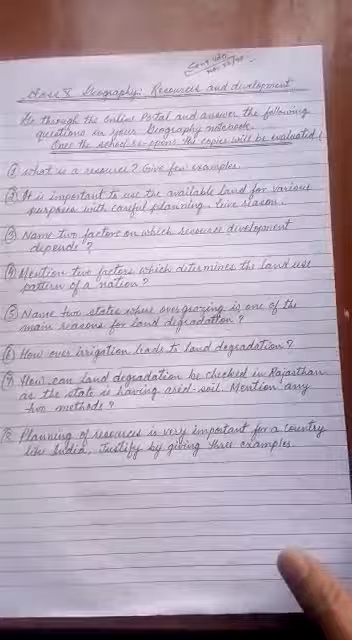 Class 8 Geography: Resources and development
Go through the online Portal and answer the following
questions in your Geography notebook.
Once the school re-opens the copies will be evaluated!
① What is a resource? Give few examples.
② It is important to use the available land for various
purposes with careful planning. Give reason.
③ Name two factors on which resource development
depends?
④ Mention two factors which determines the land use
pattern of a nation?
⑤ Name two states where overgrazing is one of the
main reasons for land degradation?
⑥ How over irrigation leads to land degradation?
⑦ How can land degradation be checked in Rajasthan
as the state is having arid-soil. Mention any
two methods?
⑧ Planning of resources is very important for a country
like India, Justify by giving three examples.